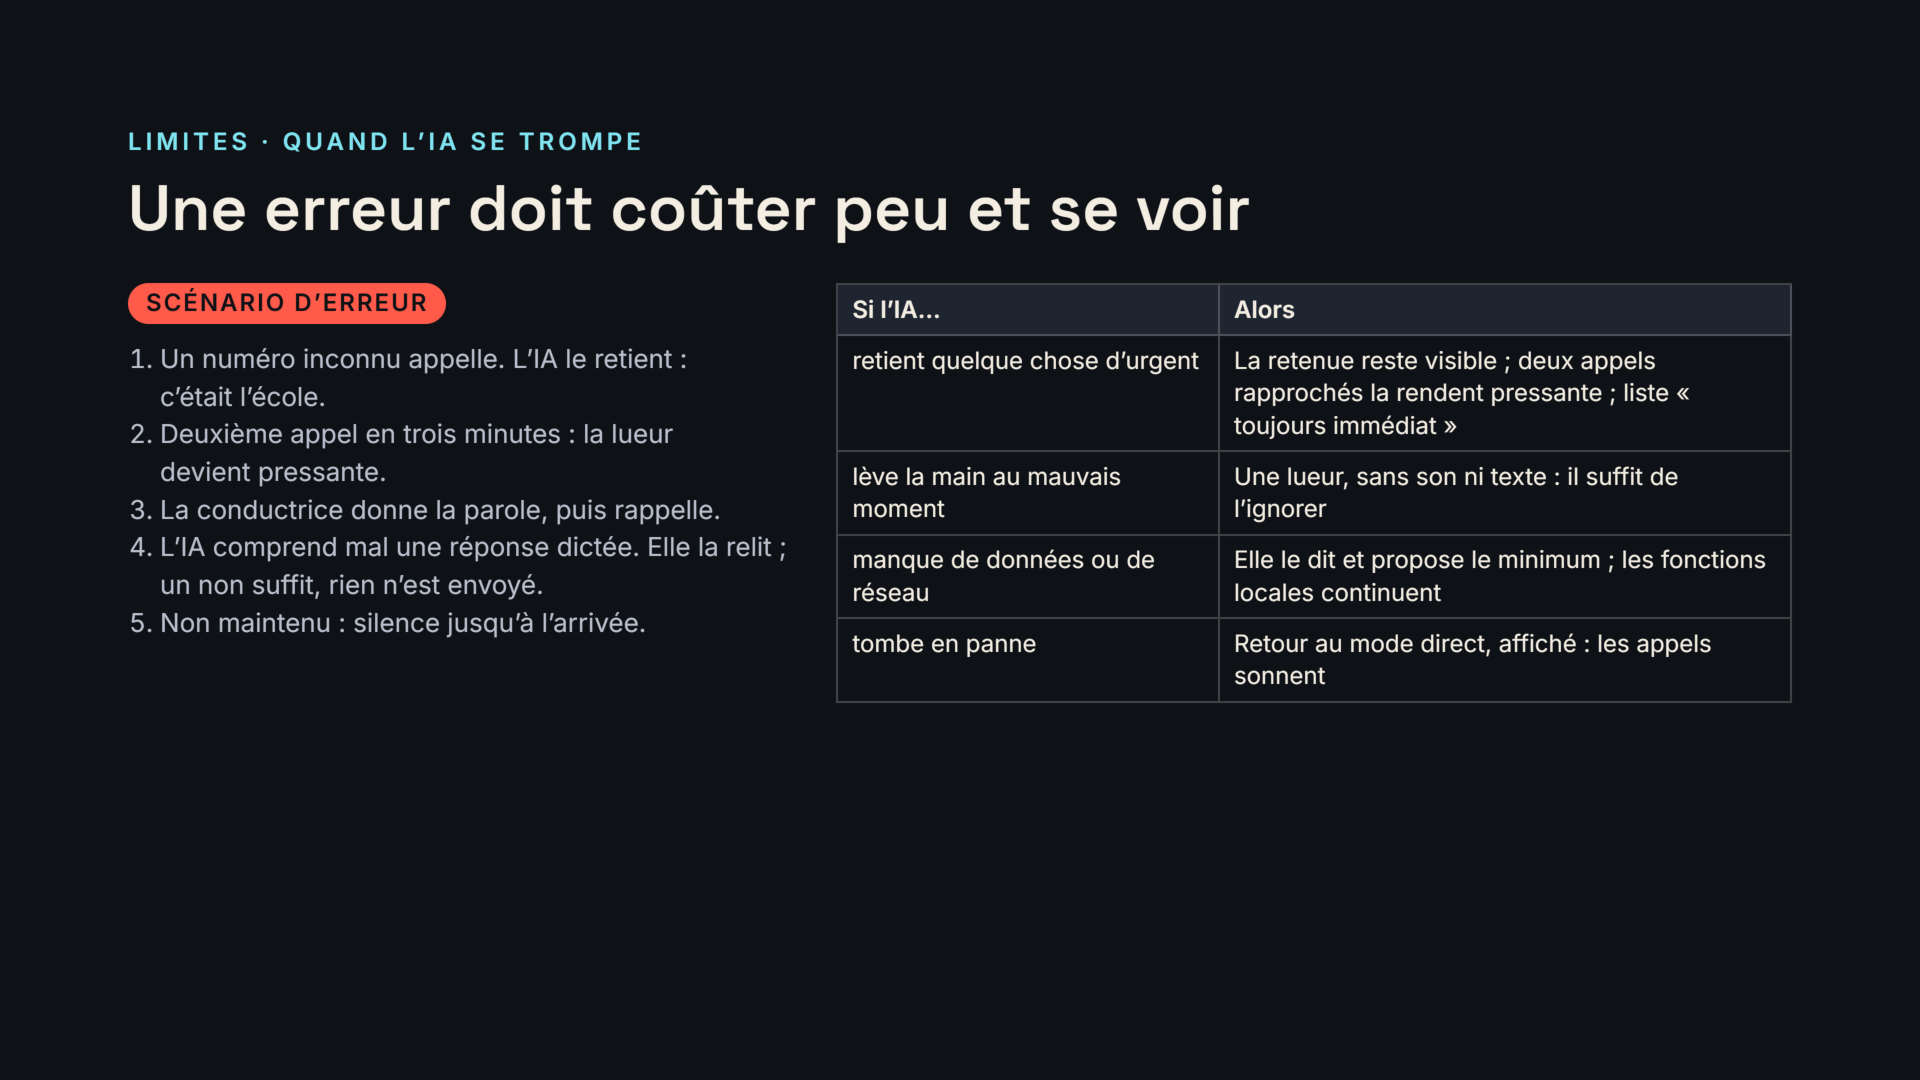 LIMITES · QUAND L’IA SE TROMPE
Une erreur doit coûter peu et se voir
SCÉNARIO D’ERREUR
1. Un numéro inconnu appelle. L’IA le retient :
c’était l’école.
2. Deuxième appel en trois minutes : la lueur
devient pressante.
3. La conductrice donne la parole, puis rappelle.
4. L’IA comprend mal une réponse dictée. Elle la relit ;
un non suffit, rien n’est envoyé.
5. Non maintenu : silence jusqu’à l’arrivée.
Si l’IA…
Alors
retient quelque chose d’urgent
La retenue reste visible ; deux appels
rapprochés la rendent pressante ; liste «
toujours immédiat »
lève la main au mauvais
moment
Une lueur, sans son ni texte : il suffit de
l’ignorer
manque de données ou de
réseau
Elle le dit et propose le minimum ; les fonctions
locales continuent
tombe en panne
Retour au mode direct, affiché : les appels
sonnent